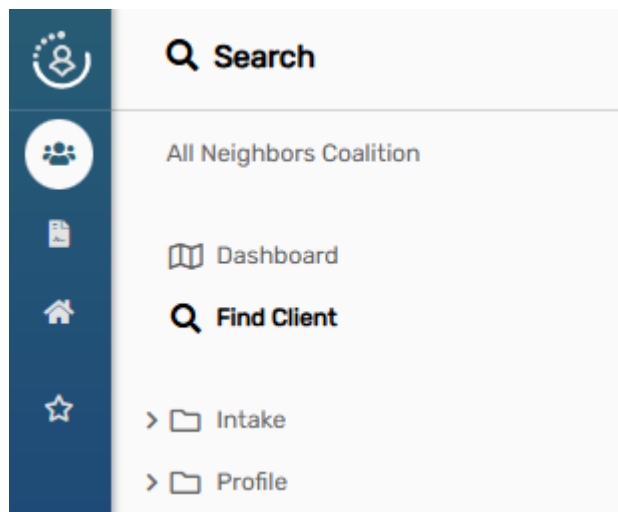 Search
All Neighbors Coalition
Dashboard
Find Client
Intake
Profile